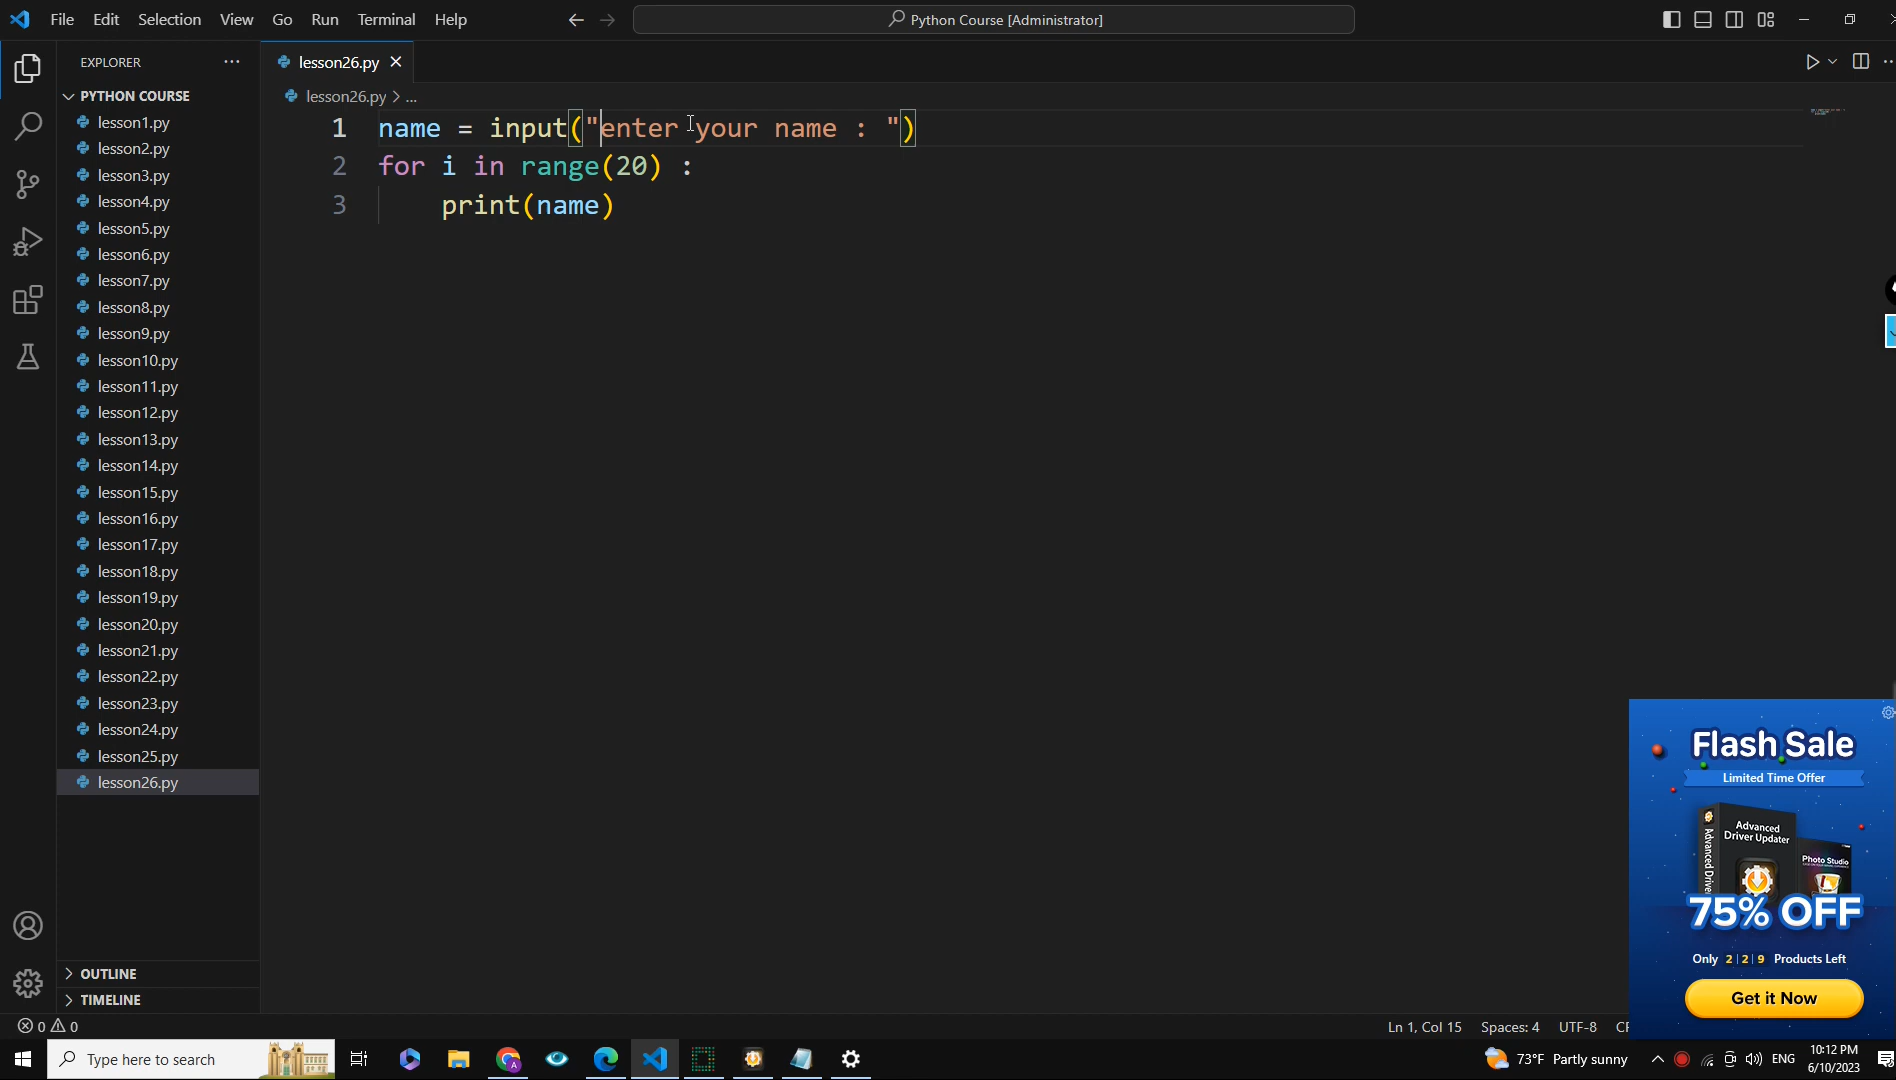 File Edit Selection View Go Run Terminal Help
Python Course [Administrator]
EXPLORER
lesson26.py
PYTHON COURSE
lesson26.py > ...
lesson1.py
lesson2.py
lesson3.py
lesson4.py
lesson5.py
lesson6.py
lesson7.py
lesson8.py
lesson9.py
lesson10.py
lesson11.py
lesson12.py
lesson13.py
lesson14.py
lesson15.py
lesson16.py
lesson17.py
lesson18.py
lesson19.py
lesson20.py
lesson21.py
lesson22.py
lesson23.py
lesson24.py
lesson25.py
lesson26.py
OUTLINE
TIMELINE
1 name = input("enter your name : ")
2 for i in range(20) :
3 print(name)
Flash Sale
Limited Time Offer
Advanced
Driver Updater
Photo Studio
75% OFF
Only 2 2 9 Products Left
Get it Now
0 0
Ln 1, Col 15 Spaces: 4 UTF-8
Type here to search
73°F Partly sunny
ENG
10:12 PM
6/10/2023